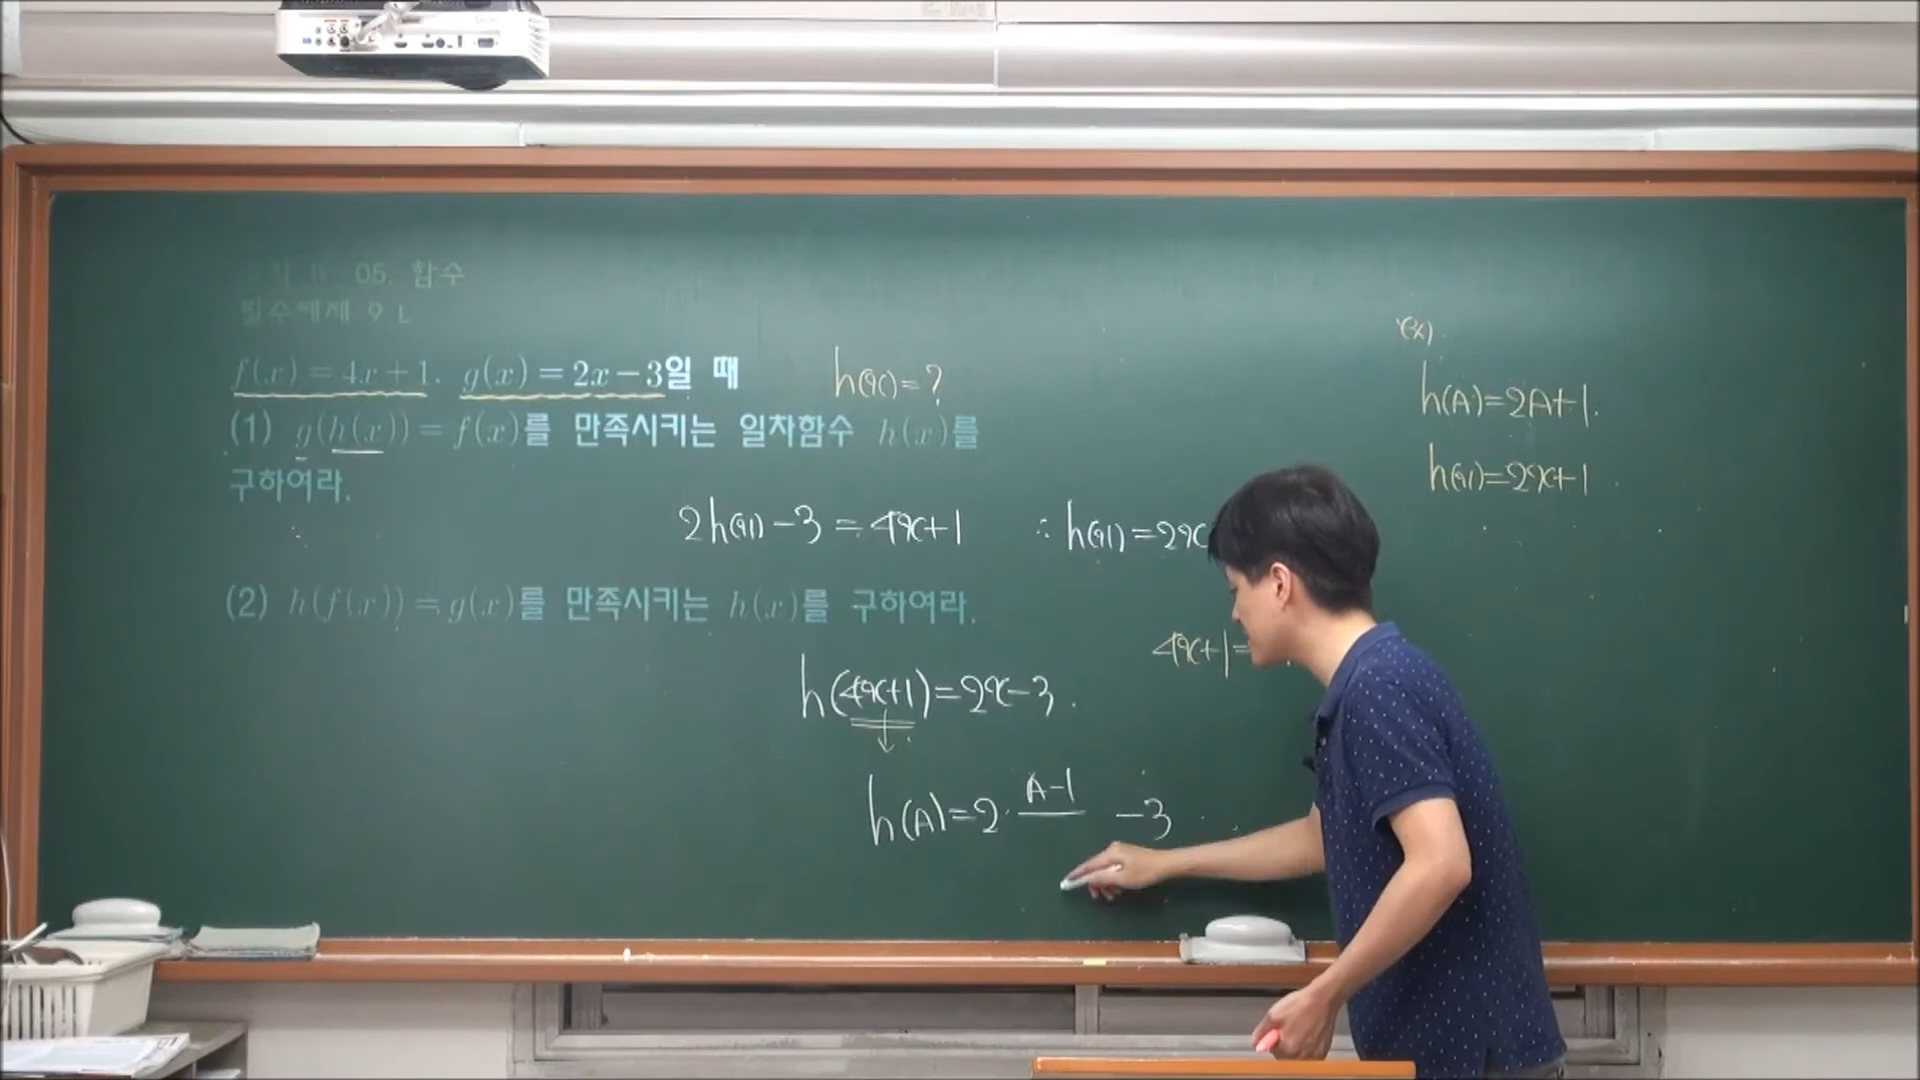 05. 함수
필수예제 9
f(x) = 4x+1. g(x) = 2x-3일 때
h(x)=?
(1) g(h(x)) = f(x)를 만족시키는 일차함수 h(x)를
구하여라.
2h(x)-3=4x+1 ∴ h(x)=2x
(2) h(f(x)) = g(x)를 만족시키는 h(x)를 구하여라.
4x+1=
h(4x+1)=2x-3.
h(A)=2· A-1 -3
ex)
h(A)=2A+1.
h(x)=2x+1